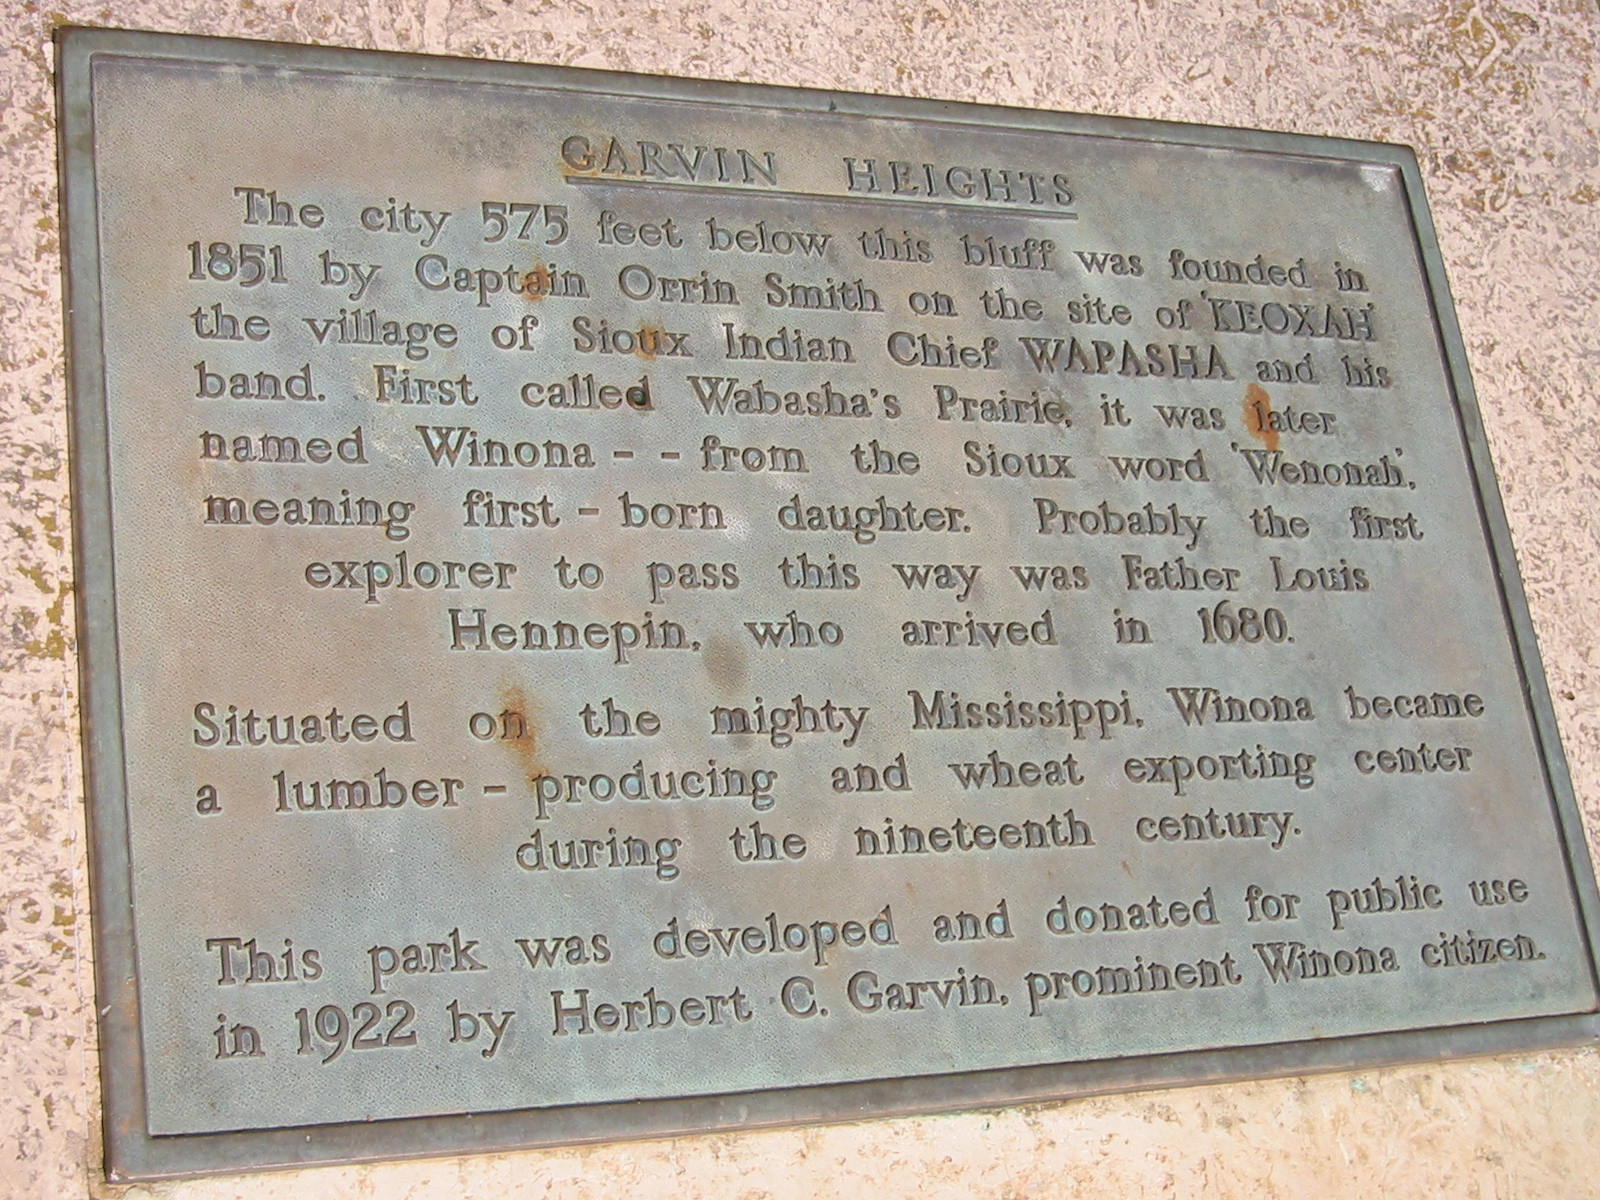 GARVIN HEIGHTS
The city 575 feet below this bluff was founded in
1851 by Captain Orrin Smith on the site of 'KEOXAH'
the village of Sioux Indian Chief WAPASHA and his
band. First called Wabasha's Prairie, it was later
named Winona - - from the Sioux word 'Wenonah',
meaning first - born daughter. Probably the first
explorer to pass this way was Father Louis
Hennepin, who arrived in 1680.
Situated on the mighty Mississippi, Winona became
a lumber - producing and wheat exporting center
during the nineteenth century.
This park was developed and donated for public use
in 1922 by Herbert C. Garvin, prominent Winona citizen.